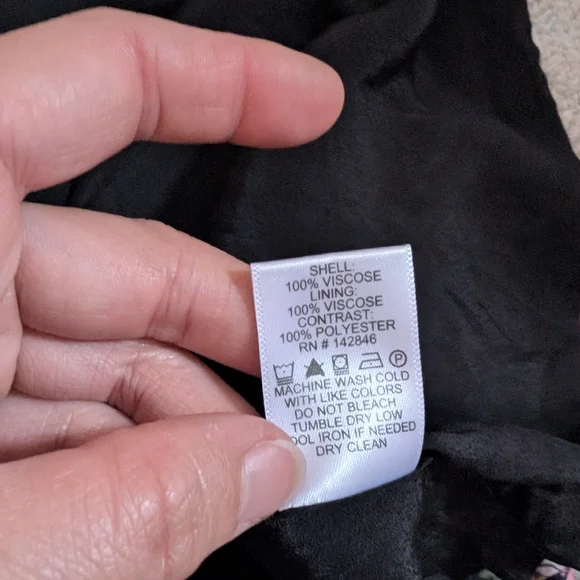 SHELL:
100% VISCOSE
LINING:
100% VISCOSE
CONTRAST:
100% POLYESTER
RN # 142846
P
MACHINE WASH COLD
WITH LIKE COLORS
DO NOT BLEACH
TUMBLE DRY LOW
OOL IRON IF NEEDED
DRY CLEAN